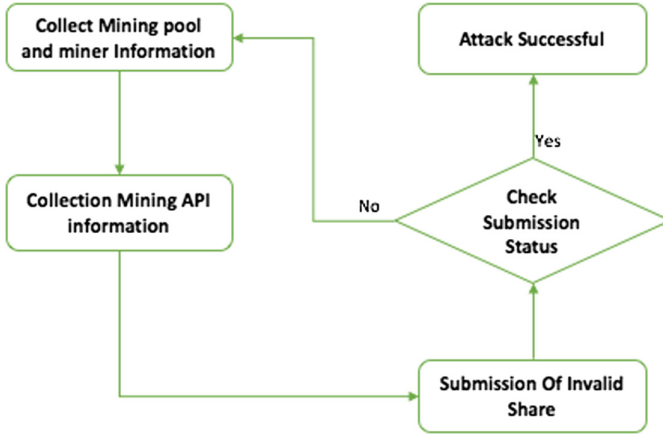 Collect Mining pool
and miner Information
Attack Successful
Yes
Collection Mining API
information
No
Check
Submission
Status
Submission Of Invalid
Share